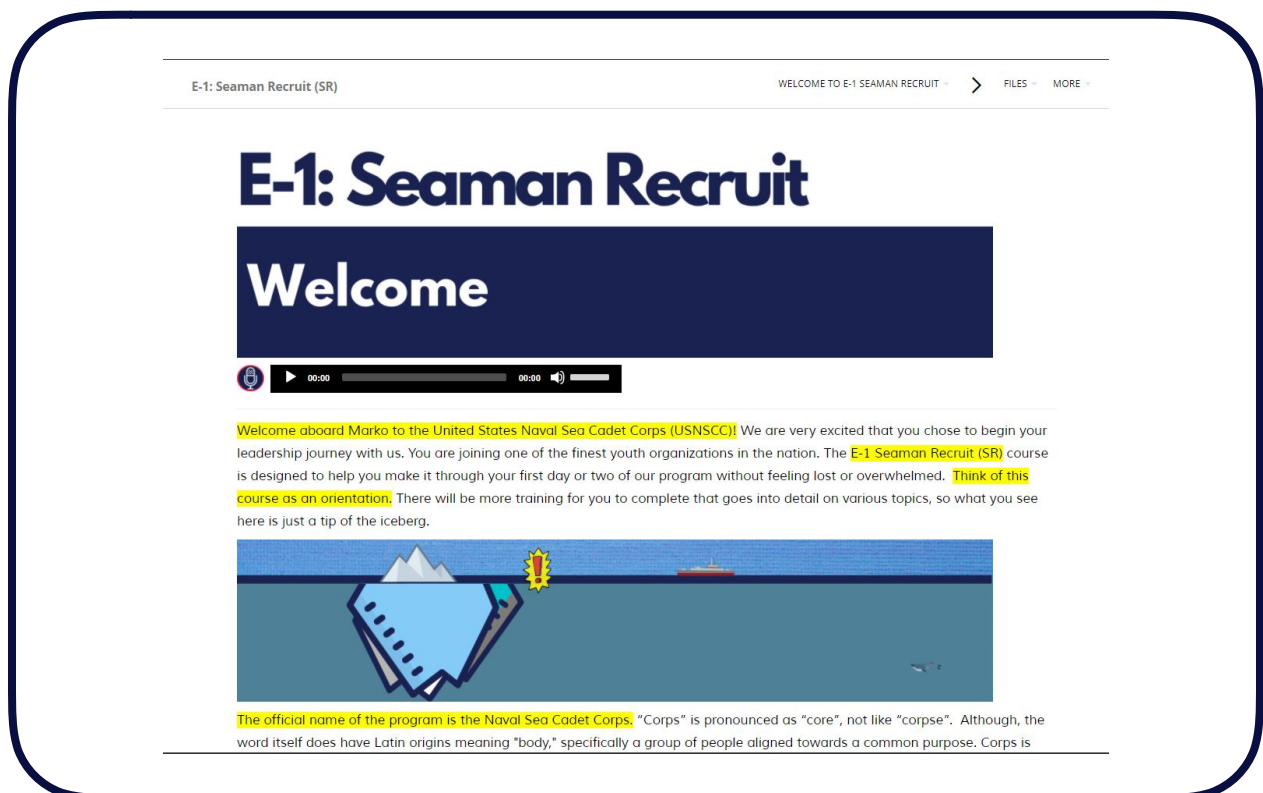 E-1: Seaman Recruit (SR)
WELCOME TO E-1 SEAMAN RECRUIT
FILES
MORE
E-1: Seaman Recruit
Welcome
00:00
00:00
Welcome aboard Marko to the United States Naval Sea Cadet Corps (USNSCC)! We are very excited that you chose to begin your
leadership journey with us. You are joining one of the finest youth organizations in the nation. The E-1 Seaman Recruit (SR) course
is designed to help you make it through your first day or two of our program without feeling lost or overwhelmed. Think of this
course as an orientation. There will be more training for you to complete that goes into detail on various topics, so what you see
here is just a tip of the iceberg.
!
The official name of the program is the Naval Sea Cadet Corps. “Corps” is pronounced as “core”, not like “corpse”. Although, the
word itself does have Latin origins meaning "body," specifically a group of people aligned towards a common purpose. Corps is